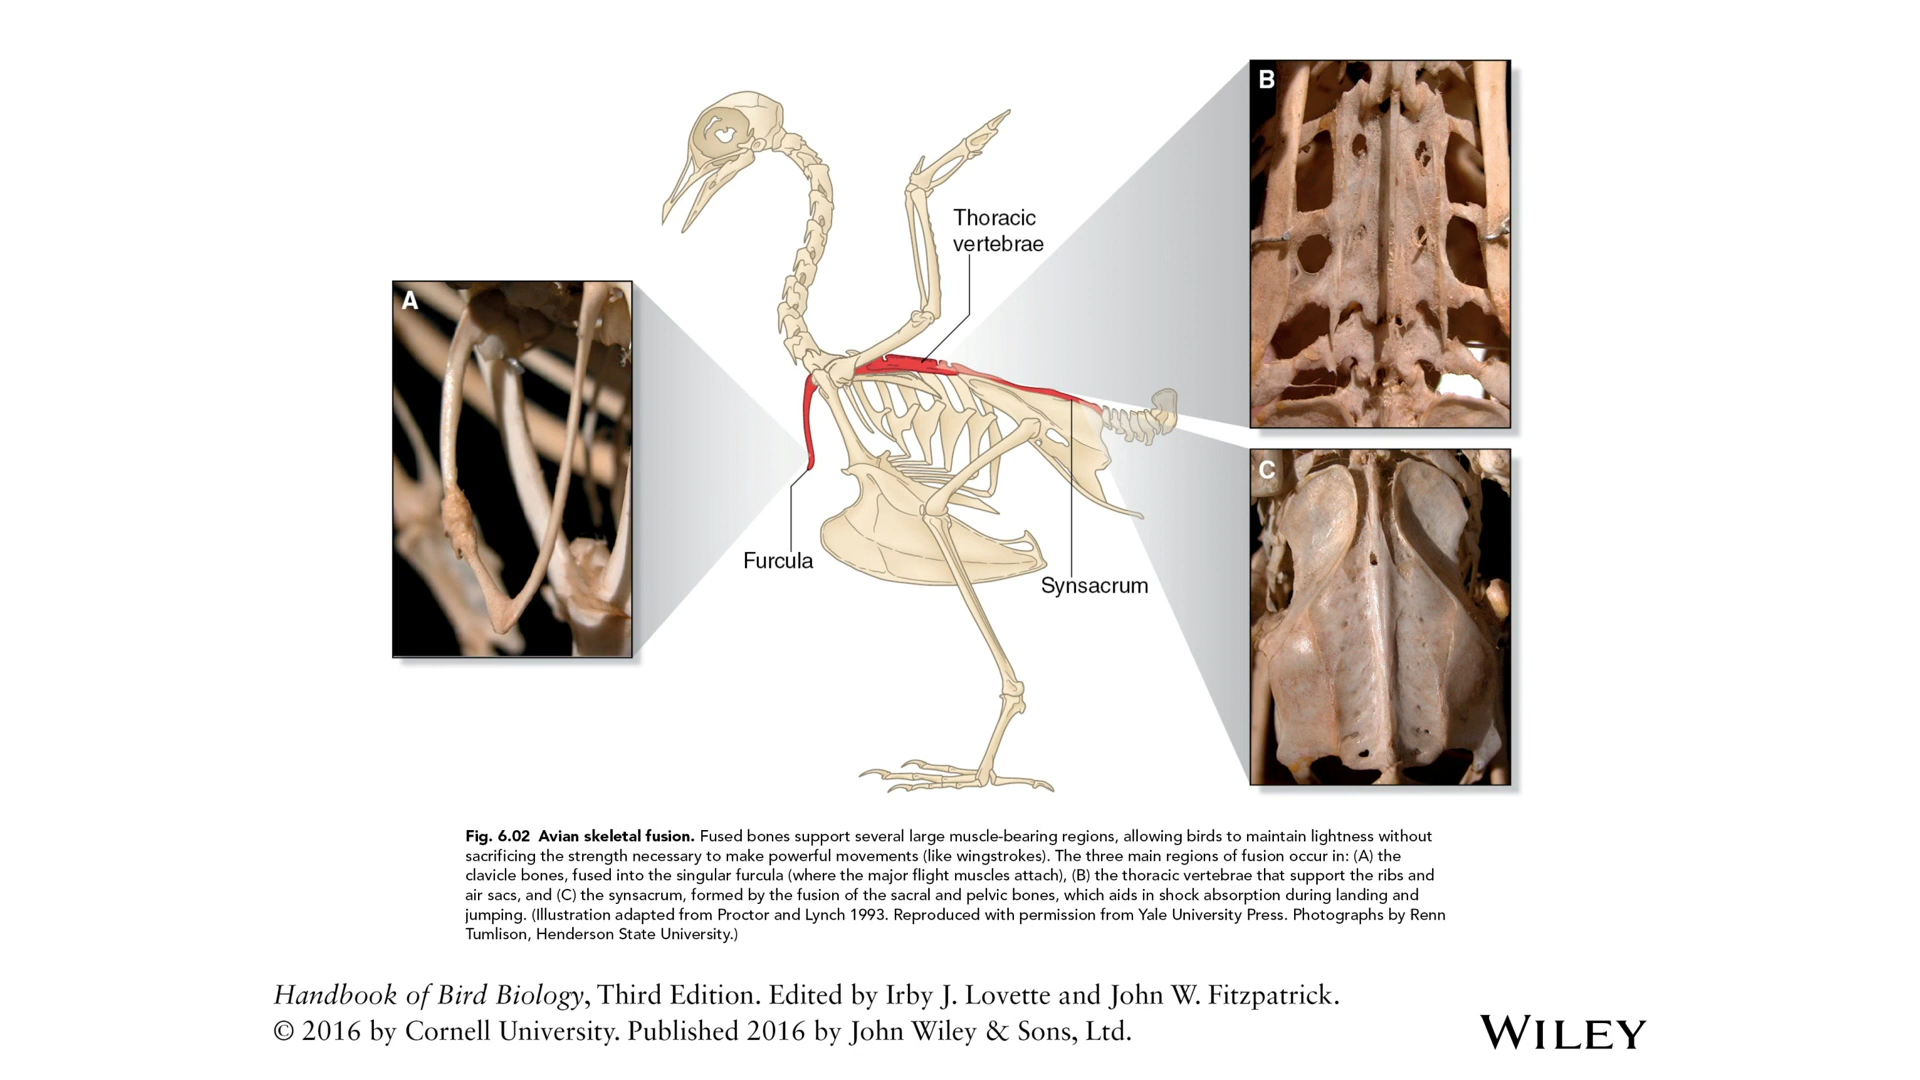 B
A
Thoracic
vertebrae
C
Furcula
Synsacrum
Fig. 6.02 Avian skeletal fusion. Fused bones support several large muscle-bearing regions, allowing birds to maintain lightness without
sacrificing the strength necessary to make powerful movements (like wingstrokes). The three main regions of fusion occur in: (A) the
clavicle bones, fused into the singular furcula (where the major flight muscles attach), (B) the thoracic vertebrae that support the ribs and
air sacs, and (C) the synsacrum, formed by the fusion of the sacral and pelvic bones, which aids in shock absorption during landing and
jumping. (Illustration adapted from Proctor and Lynch 1993. Reproduced with permission from Yale University Press. Photographs by Renn
Tumlison, Henderson State University.)
Handbook of Bird Biology, Third Edition. Edited by Irby J. Lovette and John W. Fitzpatrick.
© 2016 by Cornell University. Published 2016 by John Wiley & Sons, Ltd.
WILEY